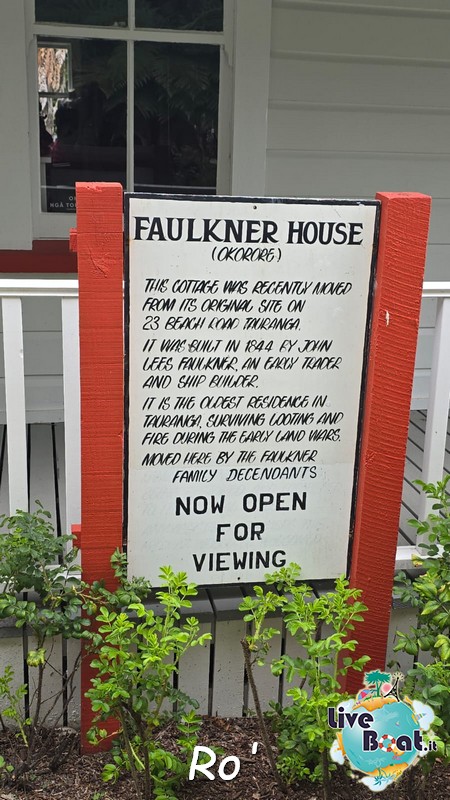 FAULKNER HOUSE
(OKORORE)
THIS COTTAGE WAS RECENTLY MOVED
FROM ITS ORIGINAL SITE ON
23 BEACH ROAD TAURANGA.
IT WAS BUILT IN 1844 BY JOHN
LEES FAULKNER, AN EARLY TRADER
AND SHIP BUILDER.
IT IS THE OLDEST RESIDENCE IN
TAURANGA, SURVIVING LOOTING AND
FIRE DURING THE EARLY LAND WARS.
MOVED HERE BY THE FAULKNER
FAMILY DECENDANTS
NOW OPEN
FOR
VIEWING
LiveBoat.it
Ro'